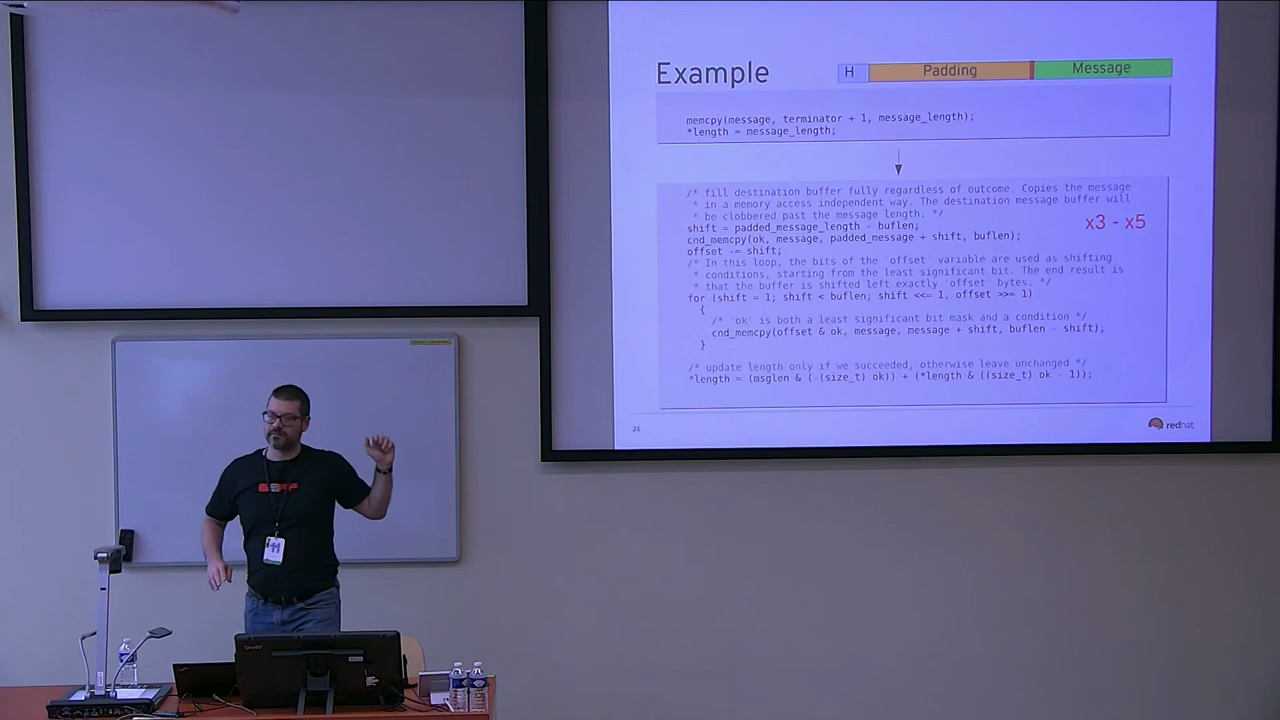 Example
H
Padding
Message
memcpy(message, terminator + 1, message_length);
*length = message_length;
/* fill destination buffer fully regardless of outcome. Copies the message
* in a memory access independent way. The destination message buffer will
* be clobbered past the message length. */
shift = padded_message_length - buflen;
cnd_memcpy(ok, message, padded_message + shift, buflen);
offset -= shift;
/* In this loop, the bits of the 'offset' variable are used as shifting
* conditions, starting from the least significant bit. The end result is
* that the buffer is shifted left exactly 'offset' bytes. */
for (shift = 1; shift < buflen; shift <<= 1, offset >>= 1)
{
/* 'ok' is both a least significant bit mask and a condition */
cnd_memcpy(offset & ok, message, message + shift, buflen - shift);
}
/* update length only if we succeeded, otherwise leave unchanged */
*length = (msglen & (-(size_t) ok)) + (*length & ((size_t) ok - 1));
x3 - x5
26
redhat